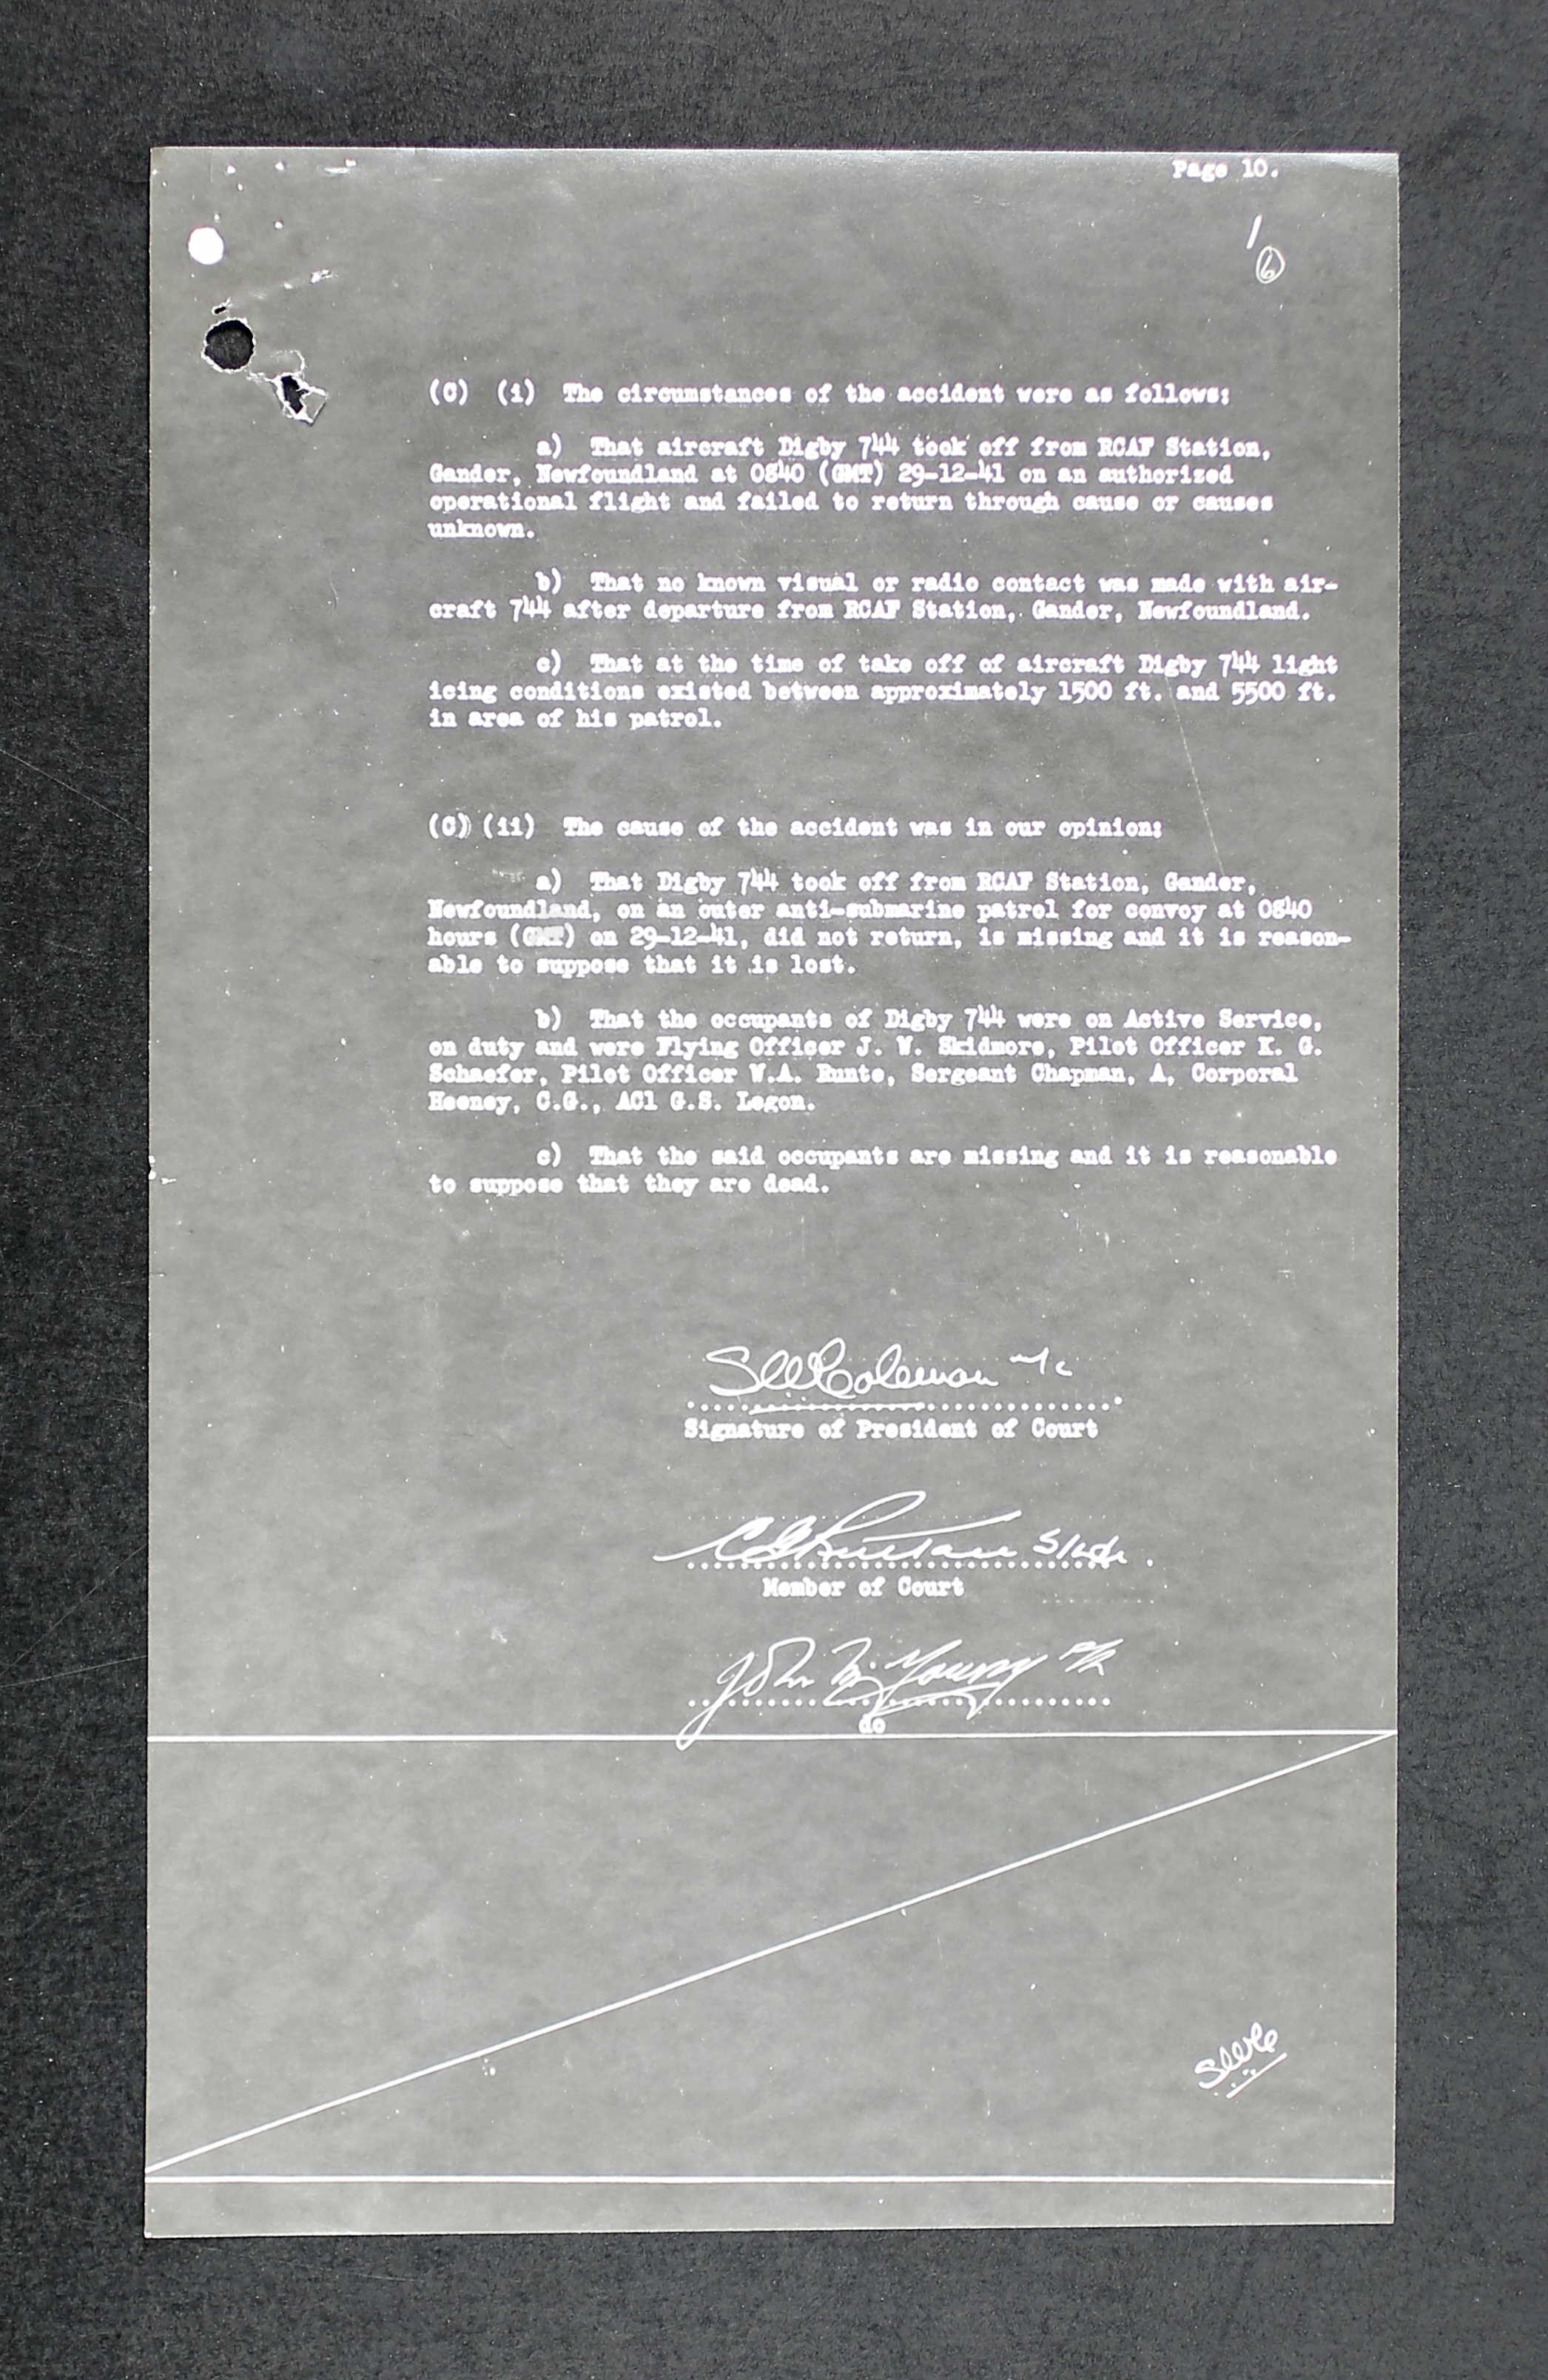 Page 10.
/
6
(C) (i) The circumstances of the accident were as follows:
a) That aircraft Digby 744 took off from RCAF Station,
Gander, Newfoundland at 0840 (GMT) 29-12-41 on an authorized
operational flight and failed to return through cause or causes
unknown.
b) That no known visual or radio contact was made with air-
craft 744 after departure from RCAF Station, Gander, Newfoundland.
c) That at the time of take off of aircraft Digby 744 light
icing conditions existed between approximately 1500 ft. and 5500 ft.
in area of his patrol.
(C) (ii) The cause of the accident was in our opinion:
a) That Digby 744 took off from RCAF Station, Gander,
Newfoundland, on an outer anti-submarine patrol for convoy at 0840
hours (GMT) on 29-12-41, did not return, is missing and it is reason-
able to suppose that it is lost.
b) That the occupants of Digby 744 were on Active Service,
on duty and were Flying Officer J. W. Skidmore, Pilot Officer K. G.
Schaefer, Pilot Officer W.A. Runte, Sergeant Chapman, A, Corporal
Heeney, C.G., AC1 G.S. Legon.
c) That the said occupants are missing and it is reasonable
to suppose that they are dead.
Coleman
Signature of President of Court
Member of Court
John Young
do